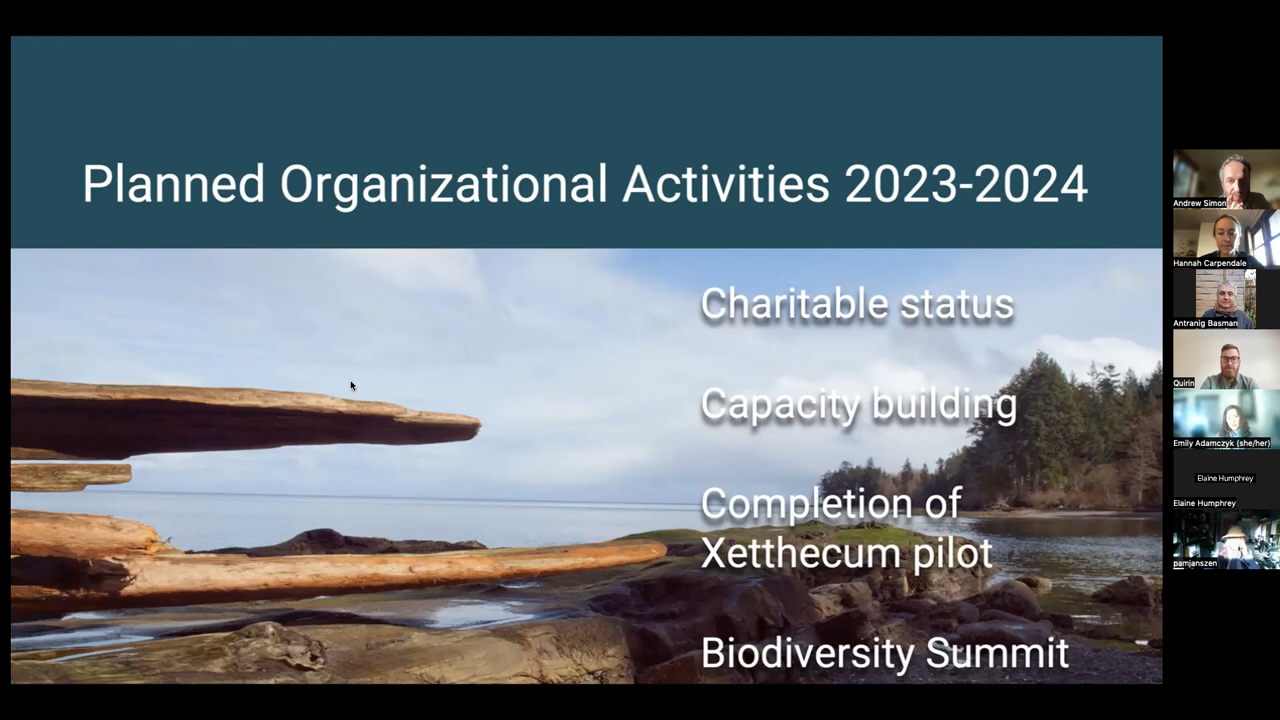 Planned Organizational Activities 2023-2024
Charitable status
Capacity building
Completion of
Xetthecum pilot
Biodiversity Summit
Andrew Simon
Hannah Carpendale
Antranig Basman
Quirin
Emily Adamczyk (she/her)
Elaine Humphrey
Elaine Humphrey
pamjanszen